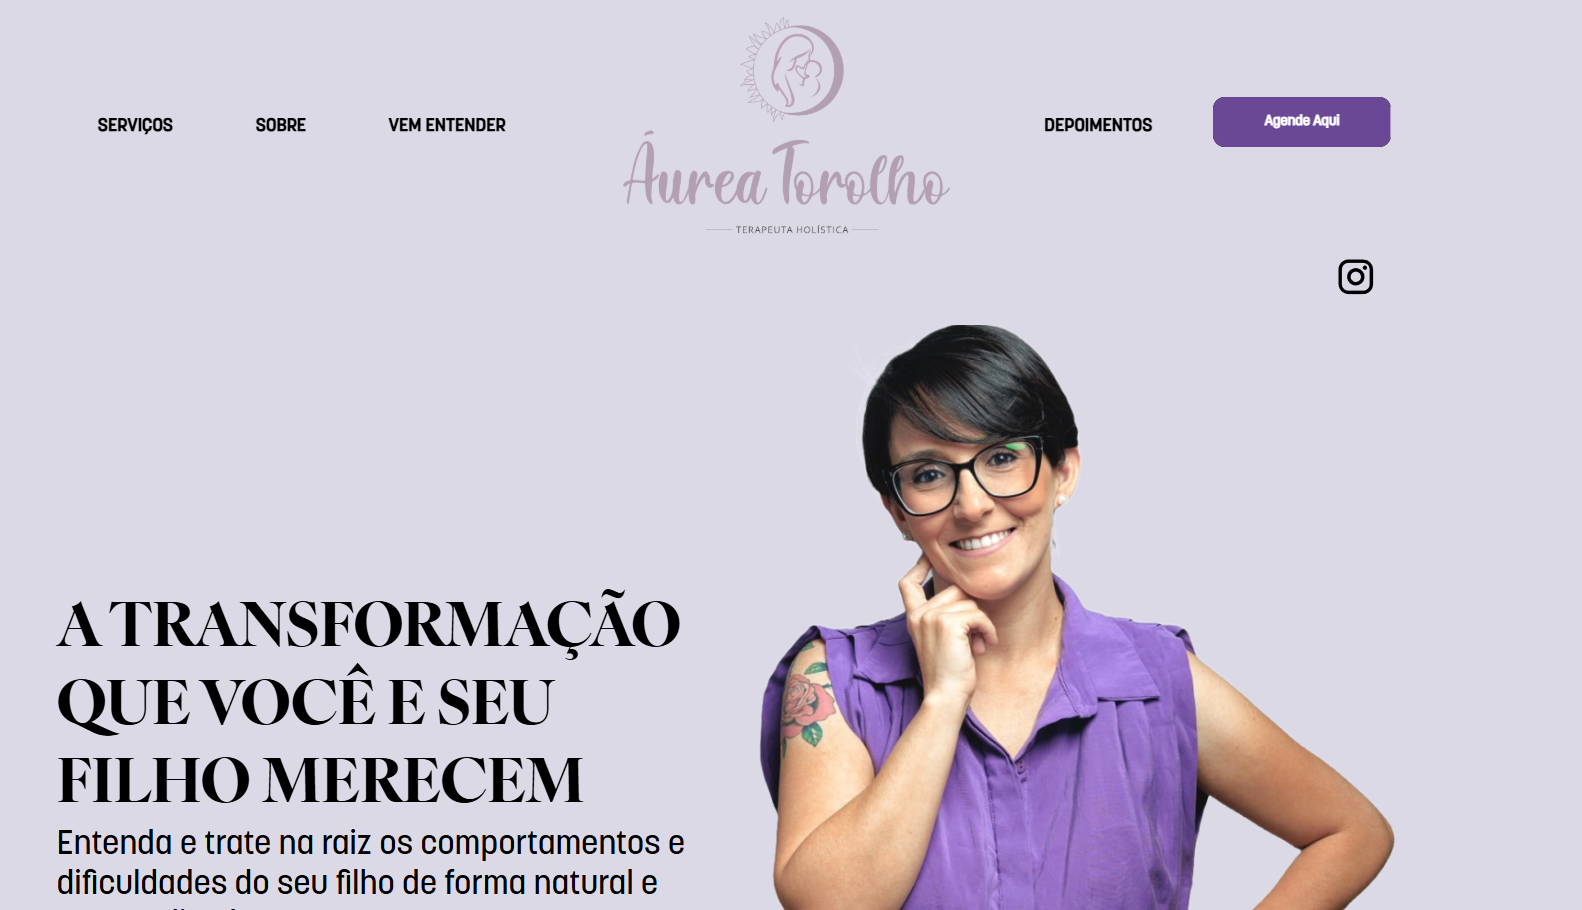 SERVIÇOS
SOBRE
VEM ENTENDER
Áurea Torolho
TERAPEUTA HOLÍSTICA
DEPOIMENTOS
Agende Aqui
A TRANSFORMAÇÃO
QUE VOCÊ E SEU
FILHO MERECEM
Entenda e trate na raiz os comportamentos e
dificuldades do seu filho de forma natural e